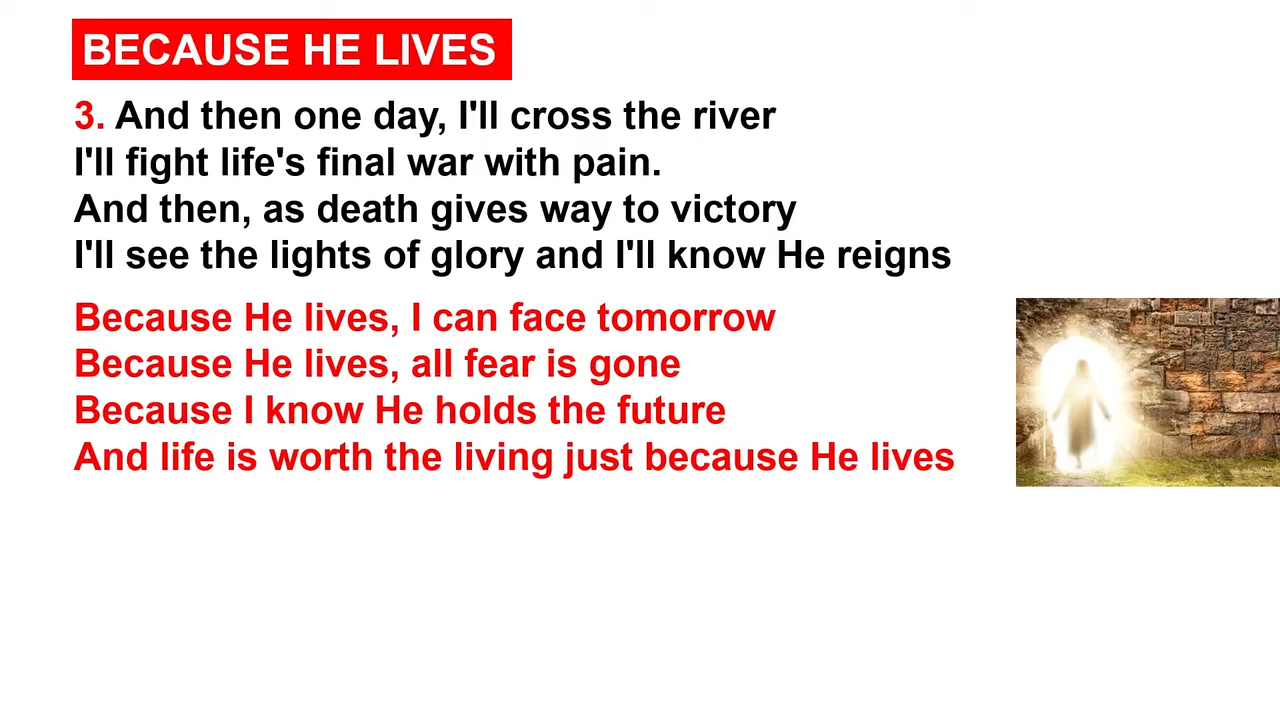 BECAUSE HE LIVES
3. And then one day, I'll cross the river
I'll fight life's final war with pain.
And then, as death gives way to victory
I'll see the lights of glory and I'll know He reigns
Because He lives, I can face tomorrow
Because He lives, all fear is gone
Because I know He holds the future
And life is worth the living just because He lives